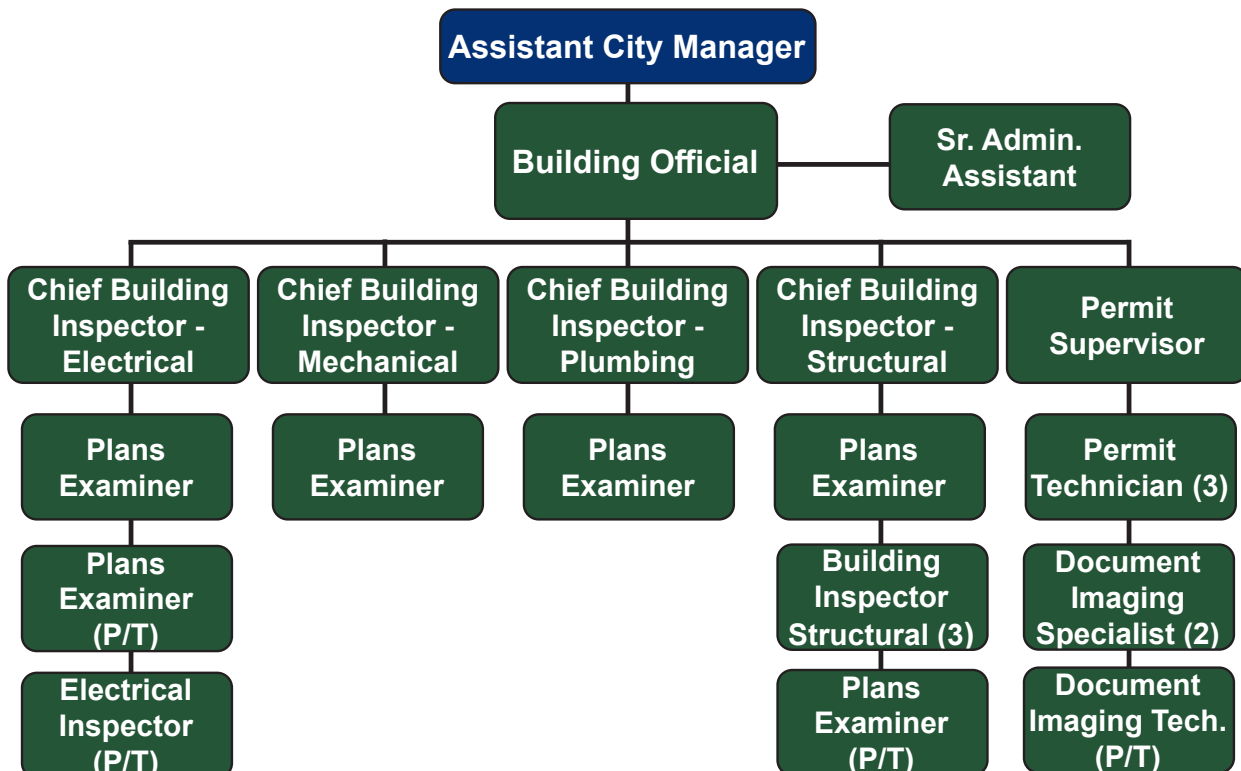 Assistant City Manager
Building Official
Sr. Admin.
Assistant
Chief Building
Inspector -
Electrical
Chief Building
Inspector -
Mechanical
Chief Building
Inspector -
Plumbing
Chief Building
Inspector -
Structural
Permit
Supervisor
Plans
Examiner
Plans
Examiner
Plans
Examiner
Plans
Examiner
Permit
Technician (3)
Plans
Examiner
(P/T)
Building
Inspector
Structural (3)
Document
Imaging
Specialist (2)
Electrical
Inspector
(P/T)
Plans
Examiner
(P/T)
Document
Imaging Tech.
(P/T)